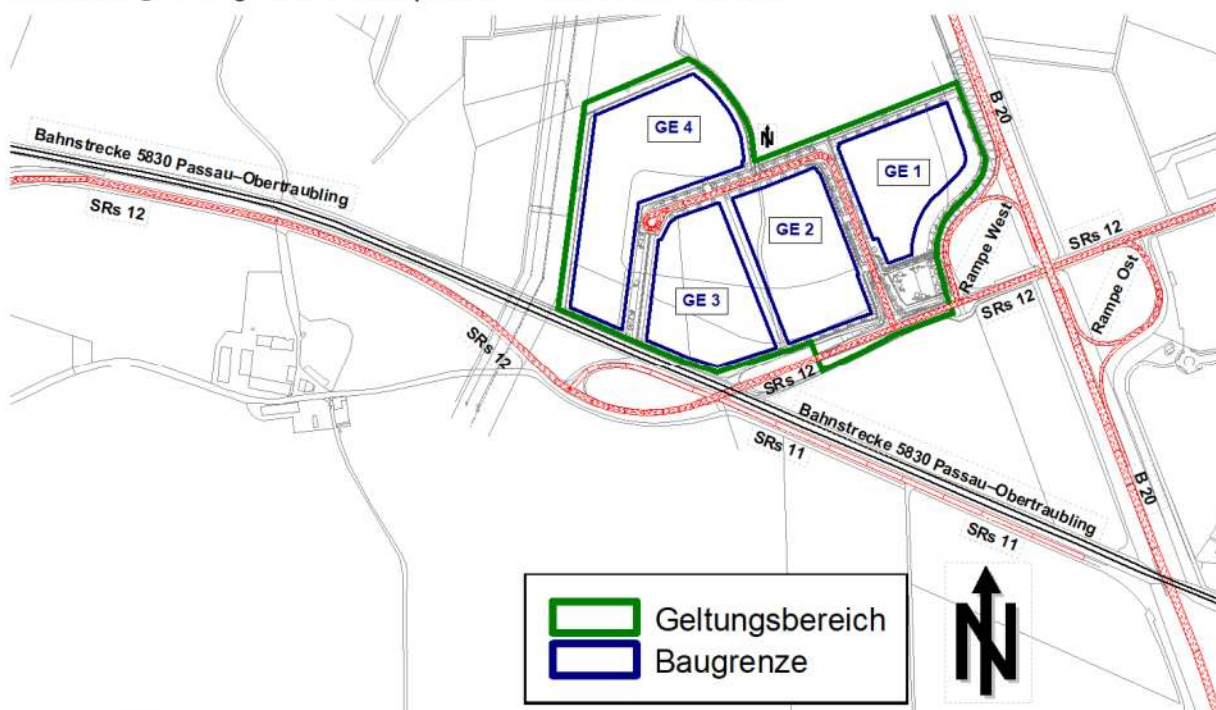 B 20
GE 4
N
GE 1
Bahnstrecke 5830 Passau–Obertraubling
SRs 12
GE 2
Rampe West
SRs 12
SRs 12
Rampe Ost
GE 3
SRs 12
SRs 12
Bahnstrecke 5830 Passau–Obertraubling
SRs 11
B 20
SRs 11
Geltungsbereich
Baugrenze
N